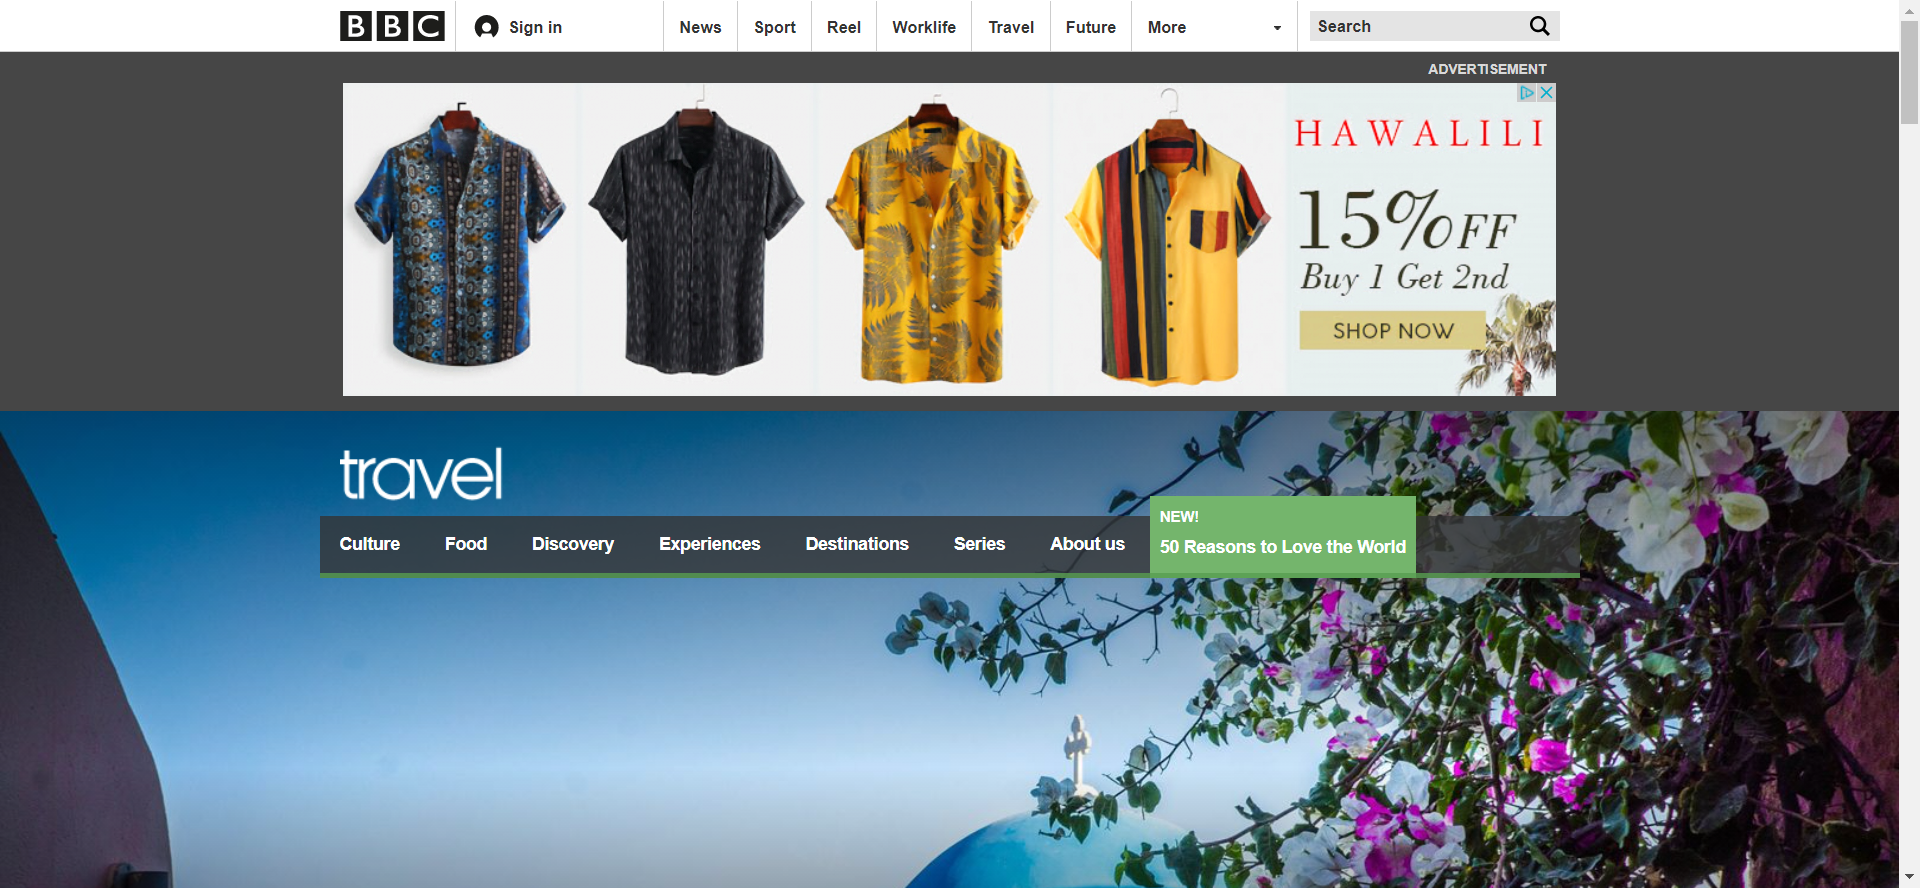 BBC
Sign in
News
Sport
Reel
Worklife
Travel
Future
More
Search
ADVERTISEMENT
HAWALILI
15%OFF
Buy 1 Get 2nd
SHOP NOW
travel
Culture
Food
Discovery
Experiences
Destinations
Series
About us
NEW!
50 Reasons to Love the World